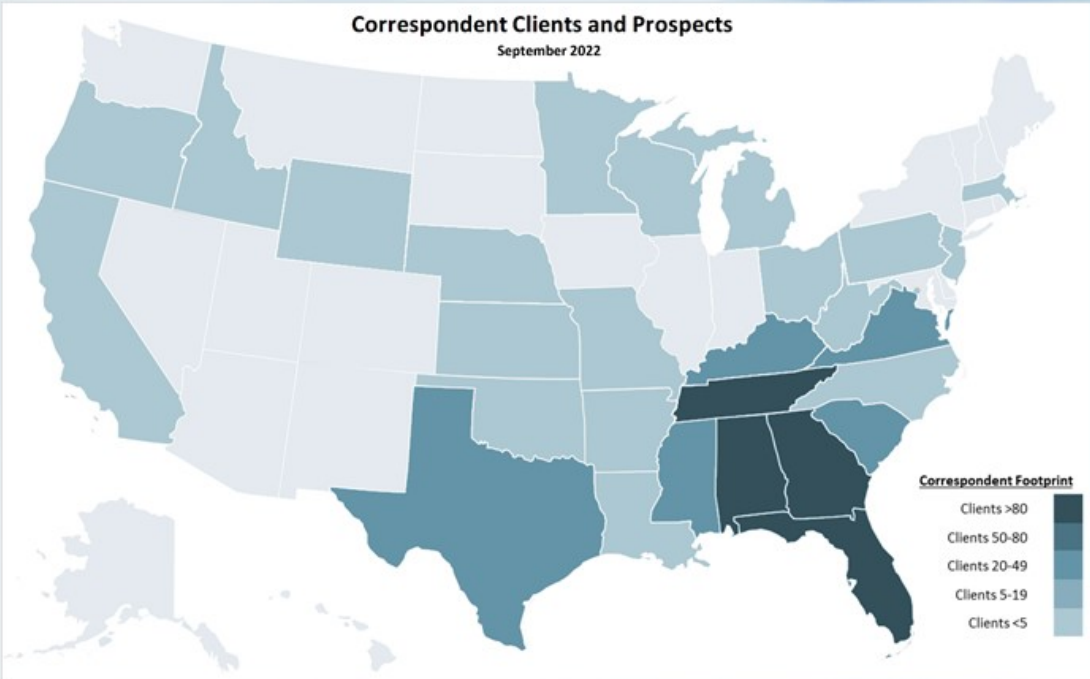 Correspondent Clients and Prospects
September 2022
Correspondent Footprint
Clients >80
Clients 50-80
Clients 20-49
Clients 5-19
Clients <5